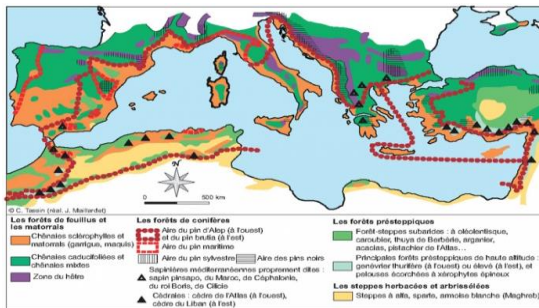 N
0 500 km
© C. Tassin (réal. J. Maillardet)
Les forêts de feuillus et
les matorrals
Chênaies sclérophylles et
matorrals (garrigue, maquis)
Chênaies caducifoliées et
chênaies mixtes
Zone du hêtre
Les forêts de conifères
Aire du pin d'Alep (à l'ouest)
et du pin brutia (à l'est)
Aire du pin maritime
Aire du pin sylvestre
Aire des pins noirs
Sapinières méditerranéennes proprement dites :
sapin pinsapo, du Maroc, de Céphalonie,
du roi Boris, de Cilicie
Cédraies : cèdre de l'Atlas (à l'ouest), cèdre
du Liban (à l'est)
Les forêts présteppiques
Forêt-steppes subarides : à oléolentisque,
caroubier, thuya de Berbérie, arganier,
acacias, pistachier de l'Atlas...
Principales forêts présteppiques de haute altitude :
genévrier thurifère (à l'ouest) ou élevé (à l'est), et
pelouses écorchées à xérophytes épineux
Les steppes herbacées et arbrisselées
Steppes à alfa, sparte, armoise blanche (Maghreb)